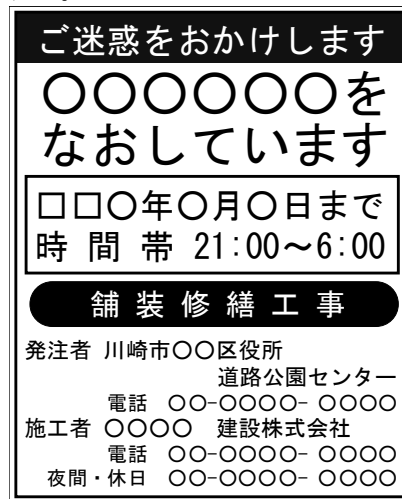 ご迷惑をおかけします
〇〇〇〇〇〇を
なおしています
□□〇年〇月〇日まで
時間帯 21:00～6:00
舗装修繕工事
発注者 川崎市〇〇区役所
道路公園センター
電話 〇〇-〇〇〇〇-〇〇〇〇
施工者 〇〇〇〇 建設株式会社
電話 〇〇-〇〇〇〇-〇〇〇〇
夜間・休日 〇〇-〇〇〇〇-〇〇〇〇